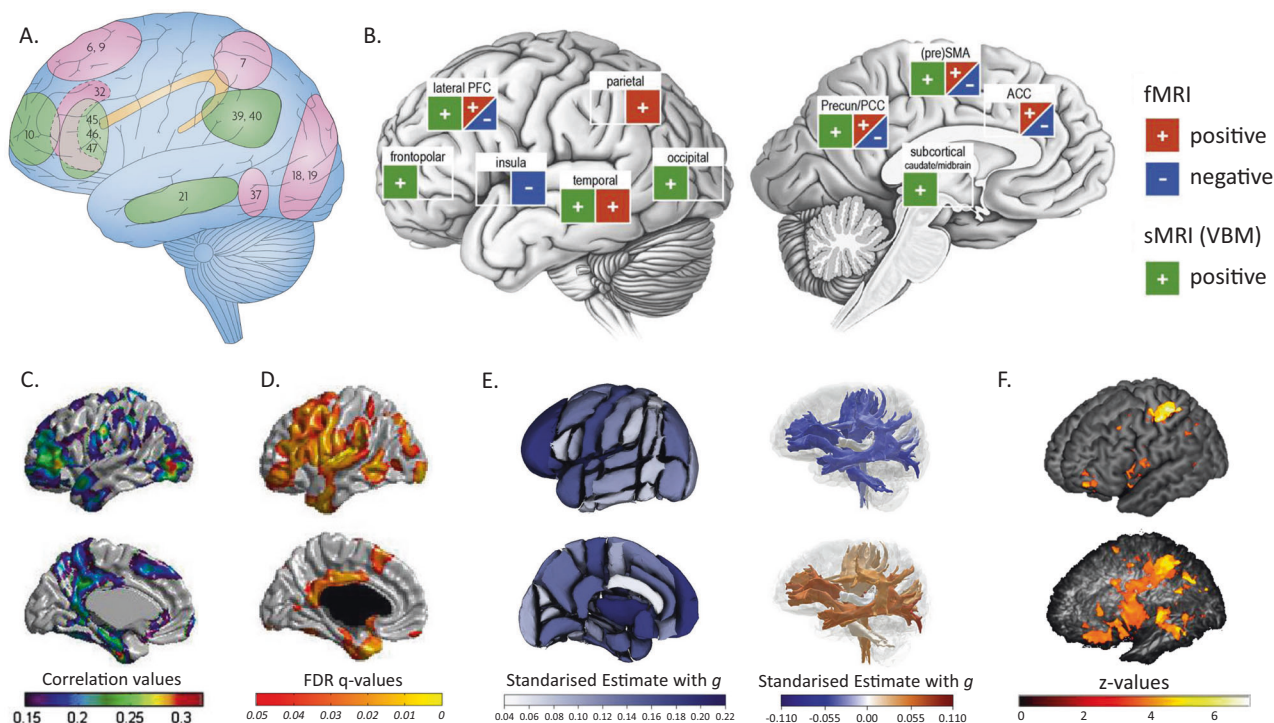 A.
6, 9
7
32
10
45,
46,
47
39, 40
18, 19
37
21
B.
lateral PFC
+
+
-
parietal
+
frontopolar
+
insula
-
temporal
+
+
occipital
+
(pre)SMA
+
+
-
ACC
+
-
Precun/PCC
+
+
-
subcortical
caudate/midbrain
+
fMRI
+ positive
- negative
sMRI (VBM)
+ positive
C.
D.
E.
F.
Correlation values
0.15 0.2 0.25 0.3
FDR q-values
0.05 0.04 0.03 0.02 0.01 0
Standarised Estimate with g
0.04 0.06 0.08 0.10 0.12 0.14 0.16 0.18 0.20 0.22
Standarised Estimate with g
-0.110 -0.055 0.00 0.055 0.110
z-values
0 2 4 6